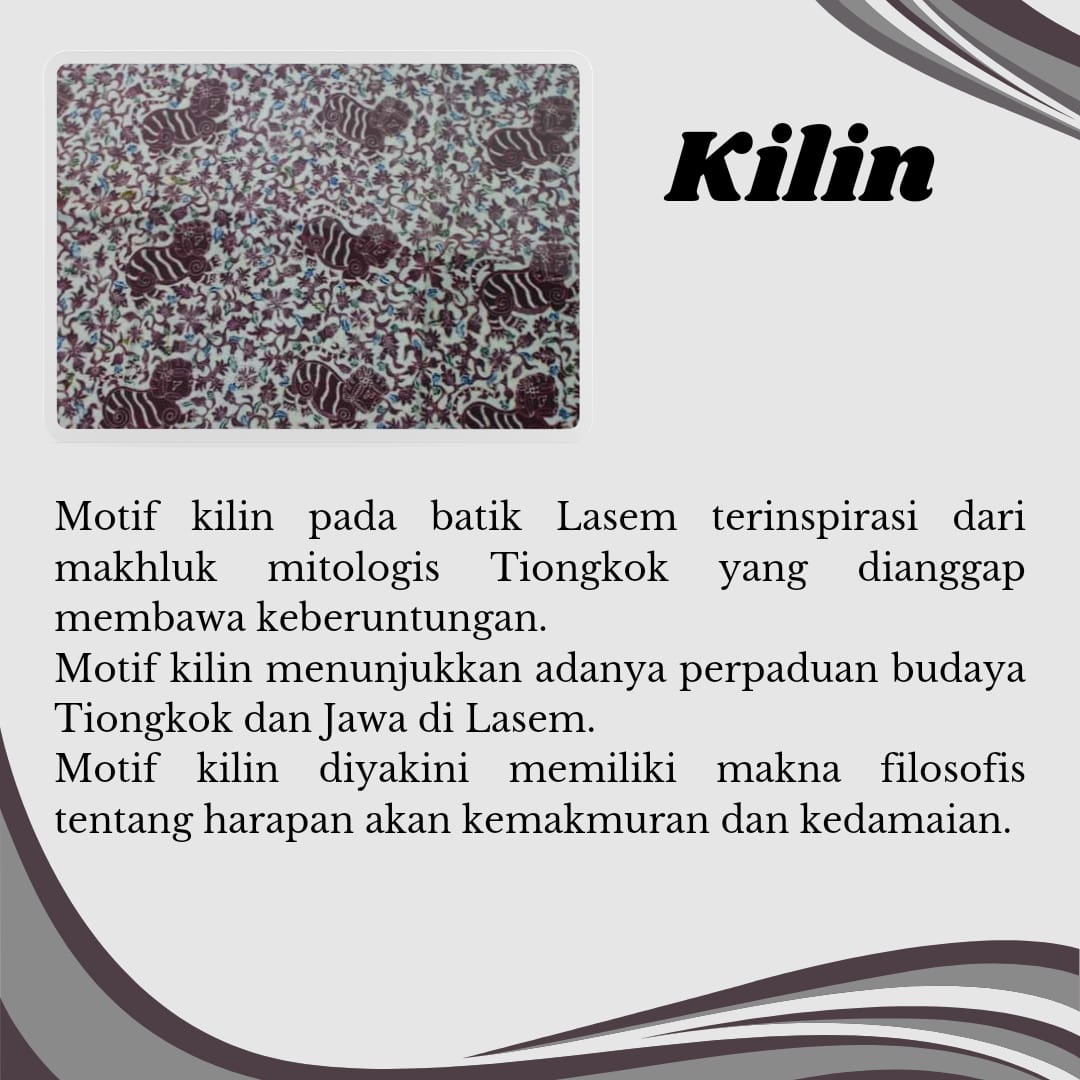 Kilin
Motif kilin pada batik Lasem terinspirasi dari
makhluk mitologis Tiongkok yang dianggap
membawa keberuntungan.
Motif kilin menunjukkan adanya perpaduan budaya
Tiongkok dan Jawa di Lasem.
Motif kilin diyakini memiliki makna filosofis
tentang harapan akan kemakmuran dan kedamaian.